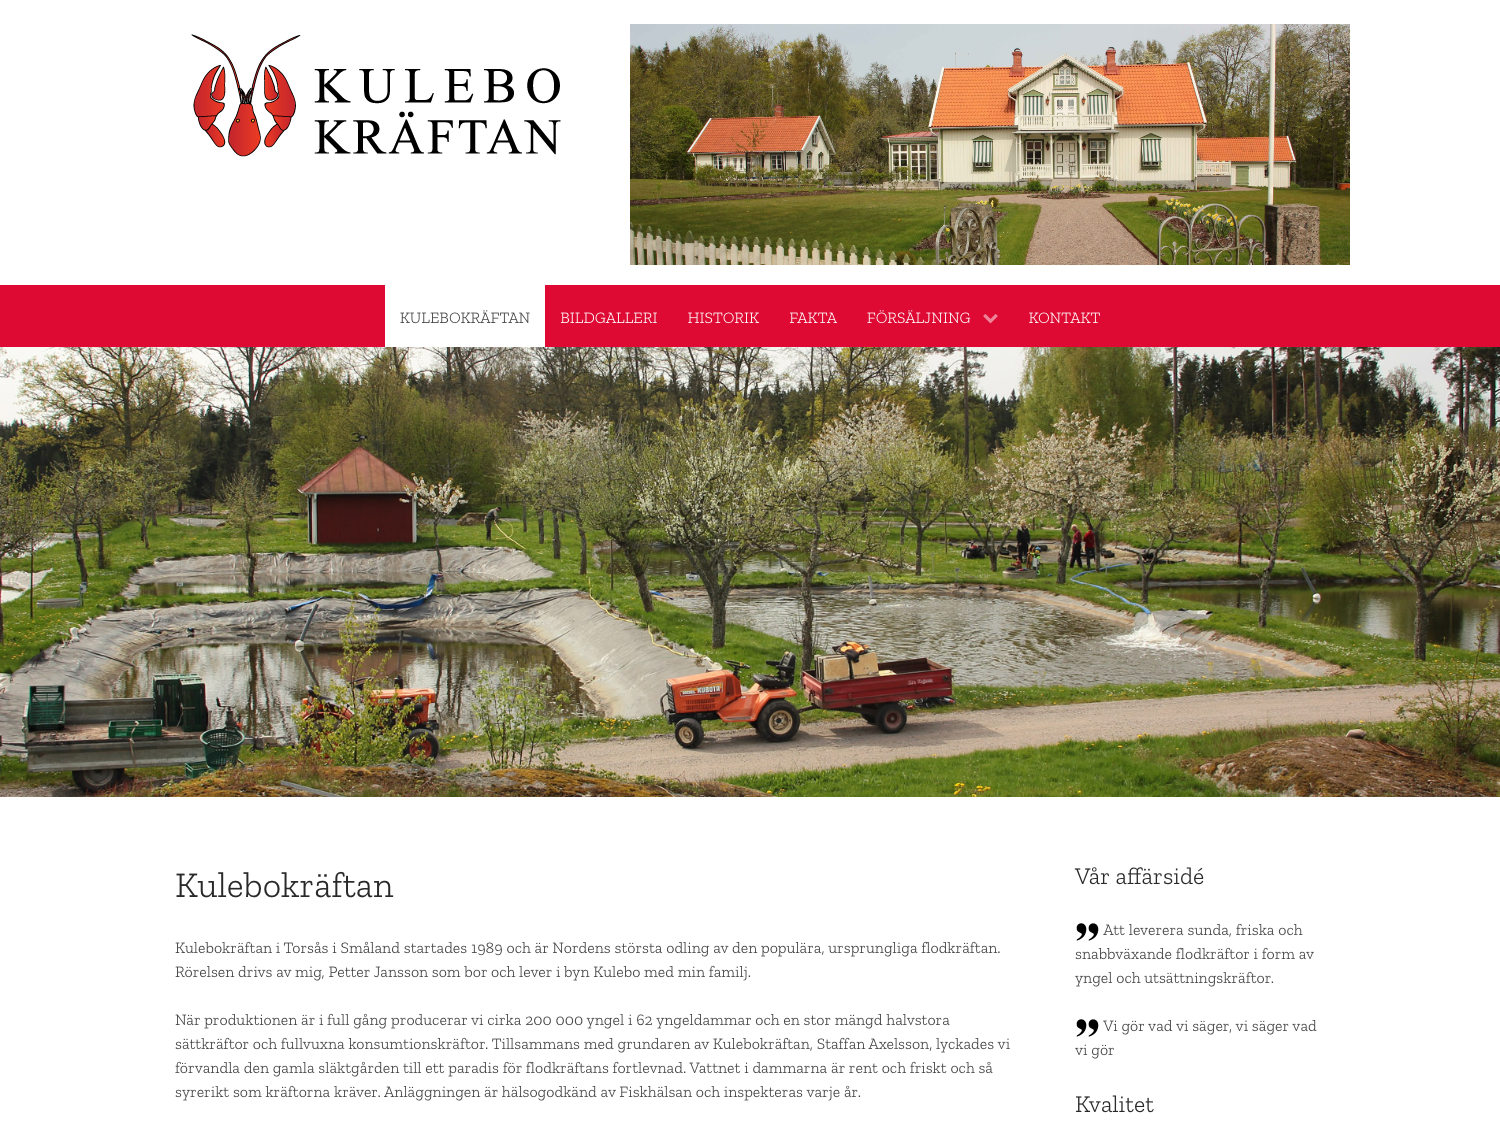 KULEBO
KRÄFTAN
KULEBOKRÄFTAN BILDGALLERI HISTORIK FAKTA FÖRSÄLJNING KONTAKT
KUBOTA
Kulebokräftan
Kulebokräftan i Torsås i Småland startades 1989 och är Nordens största odling av den populära, ursprungliga flodkräftan.
Rörelsen drivs av mig, Petter Jansson som bor och lever i byn Kulebo med min familj.
När produktionen är i full gång producerar vi cirka 200 000 yngel i 62 yngeldammar och en stor mängd halvstora
sättkräftor och fullvuxna konsumtionskräftor. Tillsammans med grundaren av Kulebokräftan, Staffan Axelsson, lyckades vi
förvandla den gamla släktgården till ett paradis för flodkräftans fortlevnad. Vattnet i dammarna är rent och friskt och så
syrerikt som kräftorna kräver. Anläggningen är hälsogodkänd av Fiskhälsan och inspekteras varje år.
Vår affärsidé
Att leverera sunda, friska och
snabbväxande flodkräftor i form av
yngel och utsättningskräftor.
Vi gör vad vi säger, vi säger vad
vi gör
Kvalitet